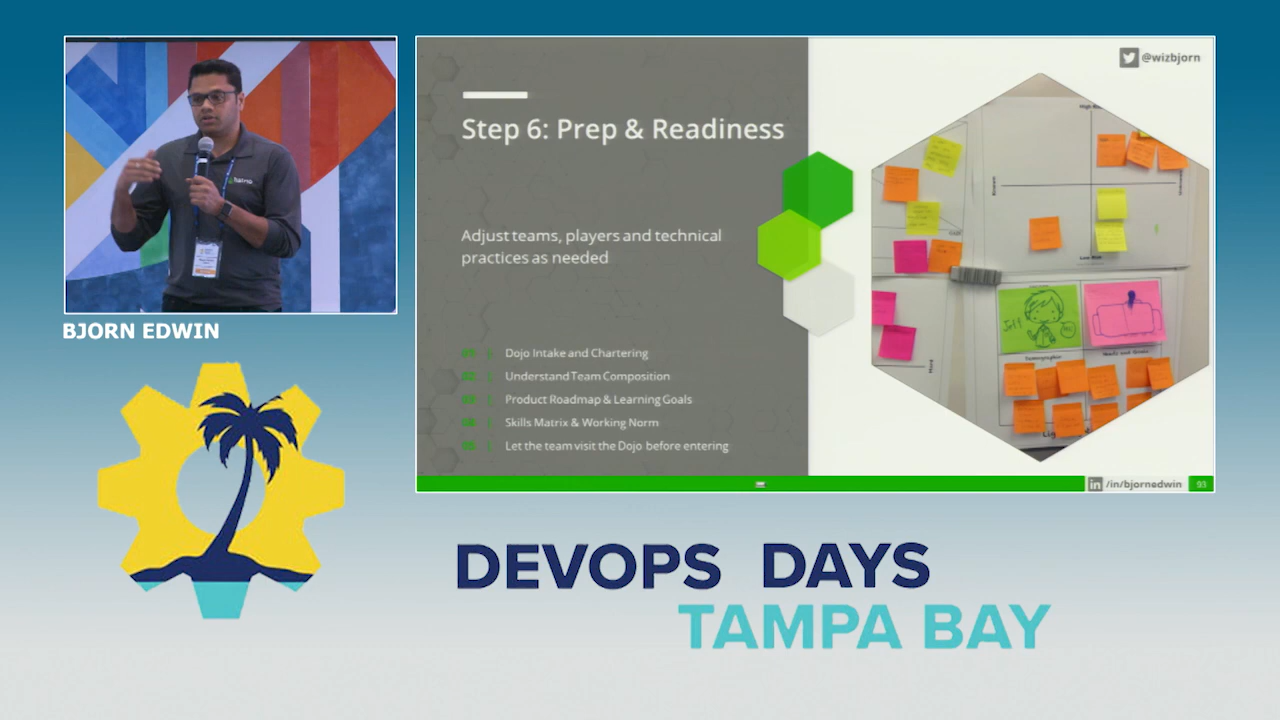 @wizbjorn
Step 6: Prep & Readiness
Adjust teams, players and technical
practices as needed
Dojo Intake and Chartering
Understand Team Composition
Product Roadmap & Learning Goals
Skills Matrix & Working Norm
Let the team visit the Dojo before entering
/in/bjornedwin
93
BJORN EDWIN
DEVOPS DAYS
TAMPA BAY